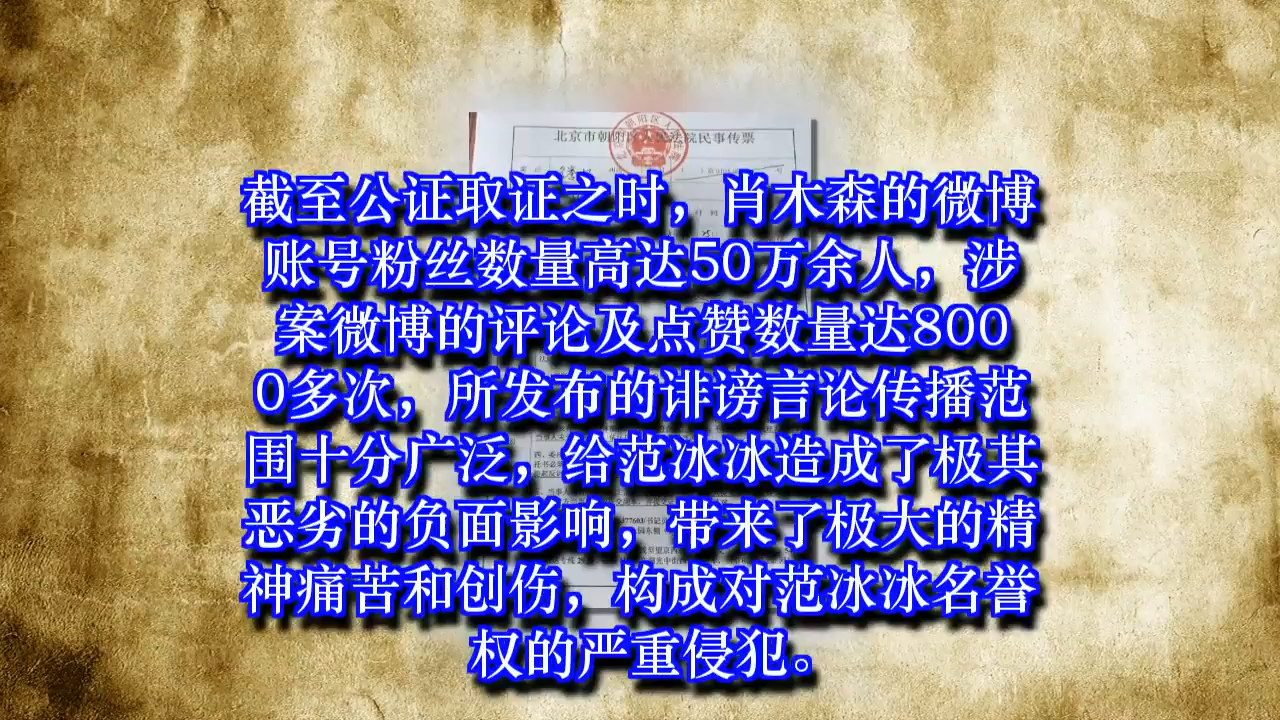 北京市朝阳区人民法院民事传票
截至公证取证之时，肖木森的微博
账号粉丝数量高达50万余人，涉
案微博的评论及点赞数量达800
0多次，所发布的诽谤言论传播范
围十分广泛，给范冰冰造成了极其
恶劣的负面影响，带来了极大的精
神痛苦和创伤，构成对范冰冰名誉
权的严重侵犯。